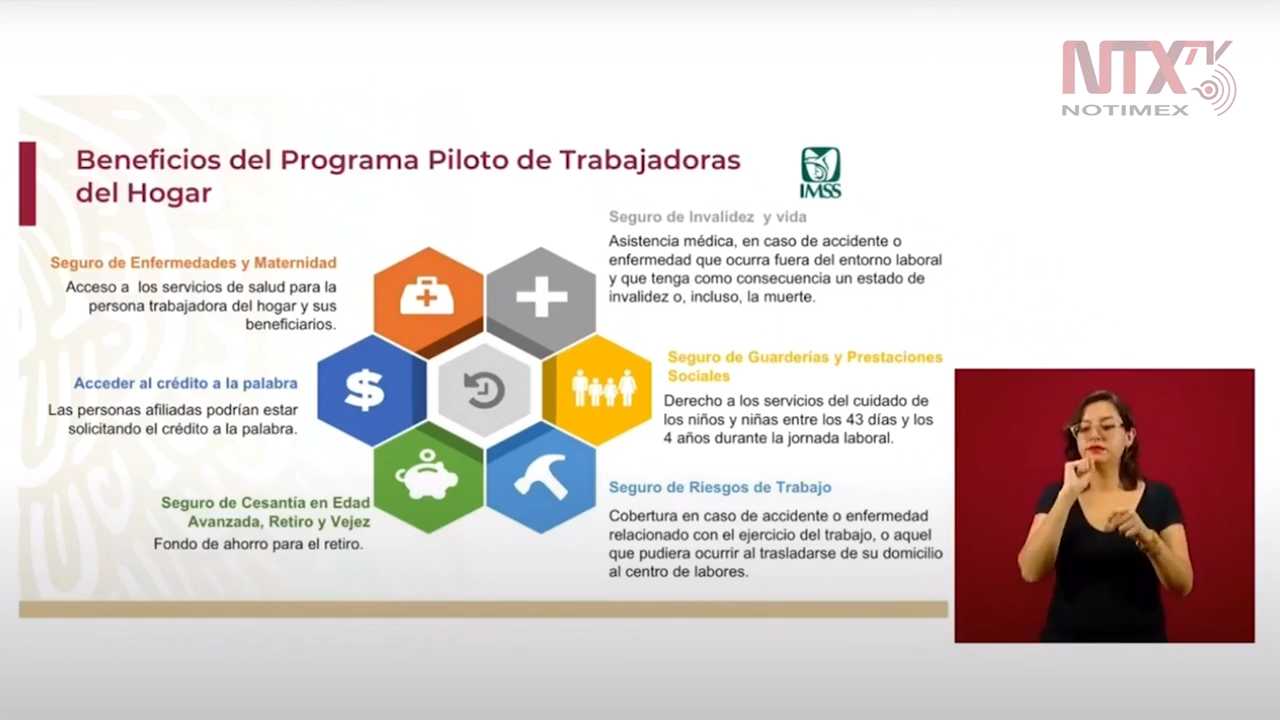 NTXTV
NOTIMEX
Beneficios del Programa Piloto de Trabajadoras
del Hogar
IMSS
Seguro de Enfermedades y Maternidad
Acceso a los servicios de salud para la
persona trabajadora del hogar y sus
beneficiarios.
Acceder al crédito a la palabra
Las personas afiliadas podrían estar
solicitando el crédito a la palabra.
Seguro de Cesantía en Edad
Avanzada, Retiro y Vejez
Fondo de ahorro para el retiro.
$
Seguro de Invalidez y vida
Asistencia médica, en caso de accidente o
enfermedad que ocurra fuera del entorno laboral
y que tenga como consecuencia un estado de
invalidez o, incluso, la muerte.
Seguro de Guarderías y Prestaciones
Sociales
Derecho a los servicios del cuidado de
los niños y niñas entre los 43 días y los
4 años durante la jornada laboral.
Seguro de Riesgos de Trabajo
Cobertura en caso de accidente o enfermedad
relacionado con el ejercicio del trabajo, o aquel
que pudiera ocurrir al trasladarse de su domicilio
al centro de labores.